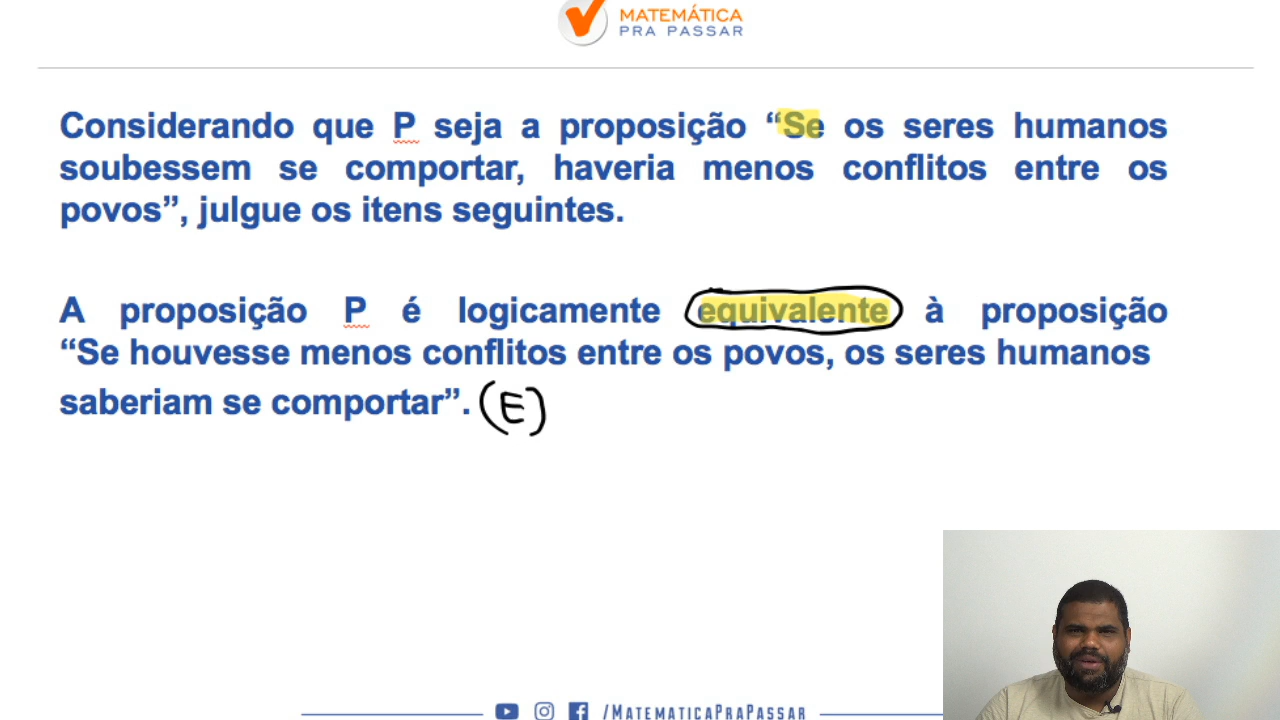 MATEMÁTICA
PRA PASSAR
Considerando que P seja a proposição “Se os seres humanos
soubessem se comportar, haveria menos conflitos entre os
povos”, julgue os itens seguintes.
A proposição P é logicamente equivalente à proposição
“Se houvesse menos conflitos entre os povos, os seres humanos
saberiam se comportar”. (E)
/MATEMATICAPRAPASSAR